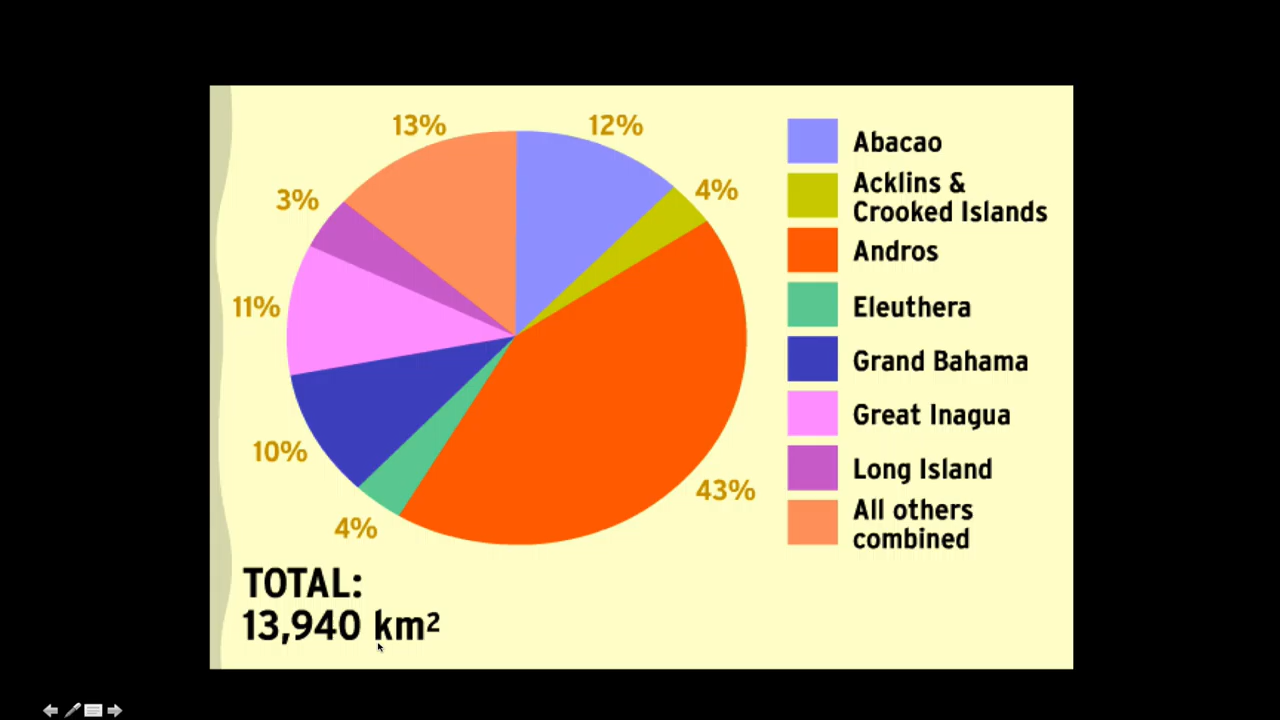 13%
12%
3%
4%
11%
10%
4%
43%
Abacao
Acklins &
Crooked Islands
Andros
Eleuthera
Grand Bahama
Great Inagua
Long Island
All others
combined
TOTAL:
13,940 km²